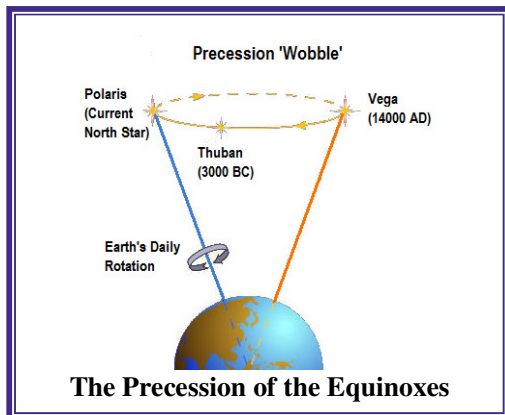 Precession 'Wobble'
Polaris
(Current
North Star)
Vega
(14000 AD)
Thuban
(3000 BC)
Earth's Daily
Rotation
The Precession of the Equinoxes